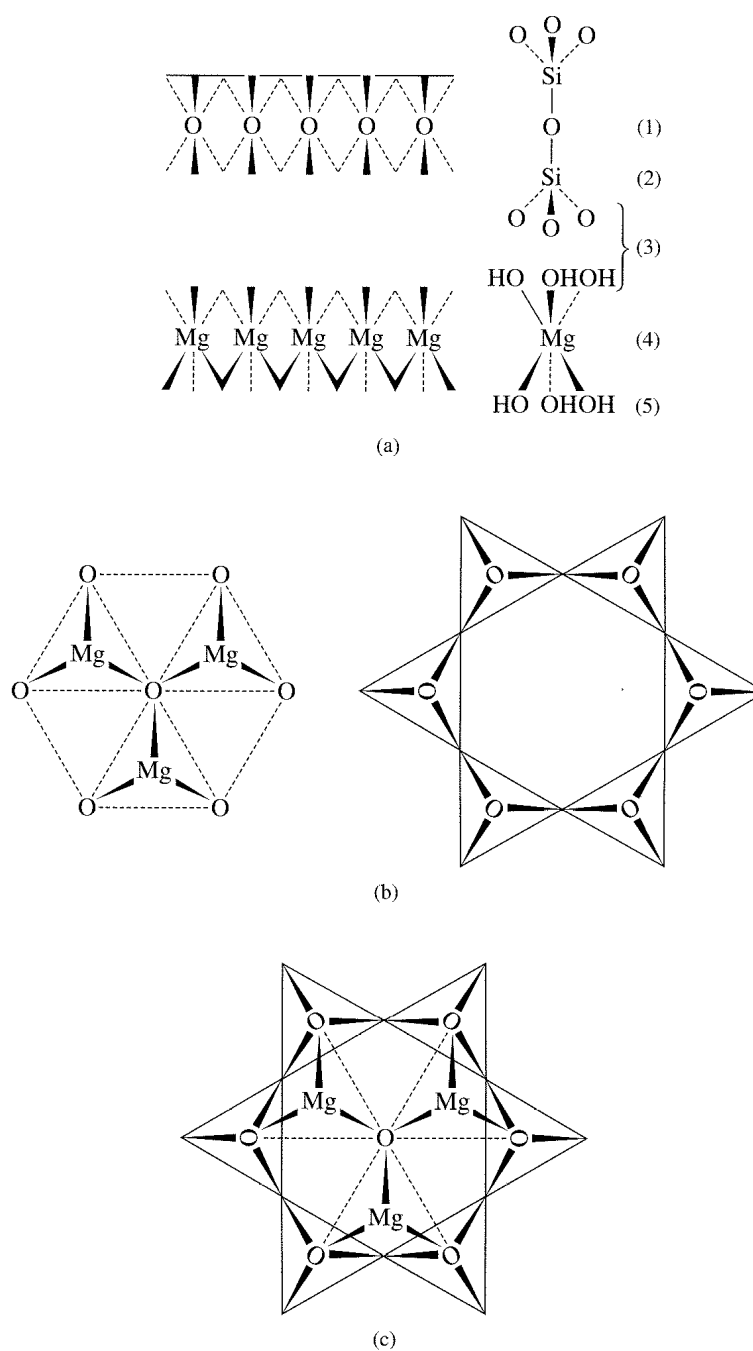 O O O
Si
O O O O O O (1)
Si (2)
O O O
(3)
HO OHOH
Mg Mg Mg Mg Mg Mg (4)
HO OHOH (5)
(a)
O O
O O
Mg Mg
O O O O O
Mg
O O
O O
(b)
O O
Mg Mg
O O O
Mg
O O
(c)